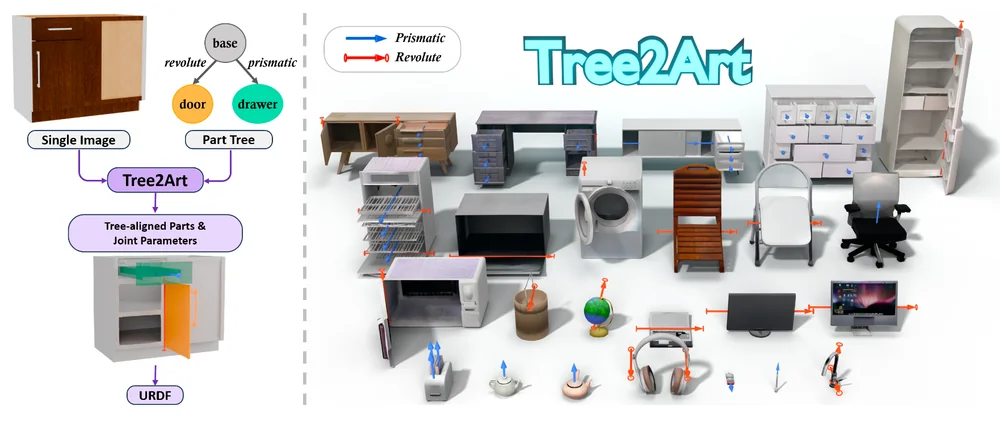 base
revolute
prismatic
door
drawer
Single Image
Part Tree
Tree2Art
Tree-aligned Parts &
Joint Parameters
URDF
Prismatic
Revolute
Tree2Art